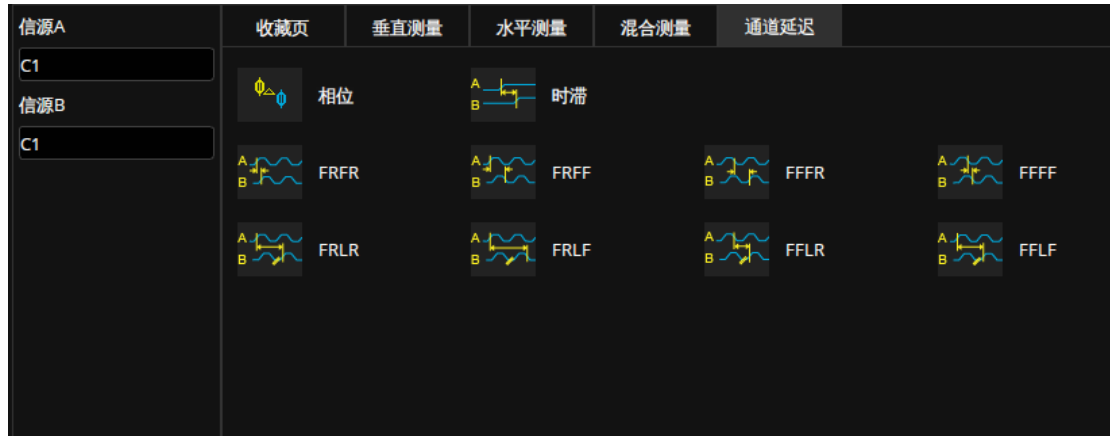 信源A
C1
信源B
C1
收藏页 垂直测量 水平测量 混合测量 通道延迟
相位 A B 时滞
A B FRFR A B FRFF A B FFFR A B FFFF
A B FRLR A B FRLF A B FFLR A B FFLF